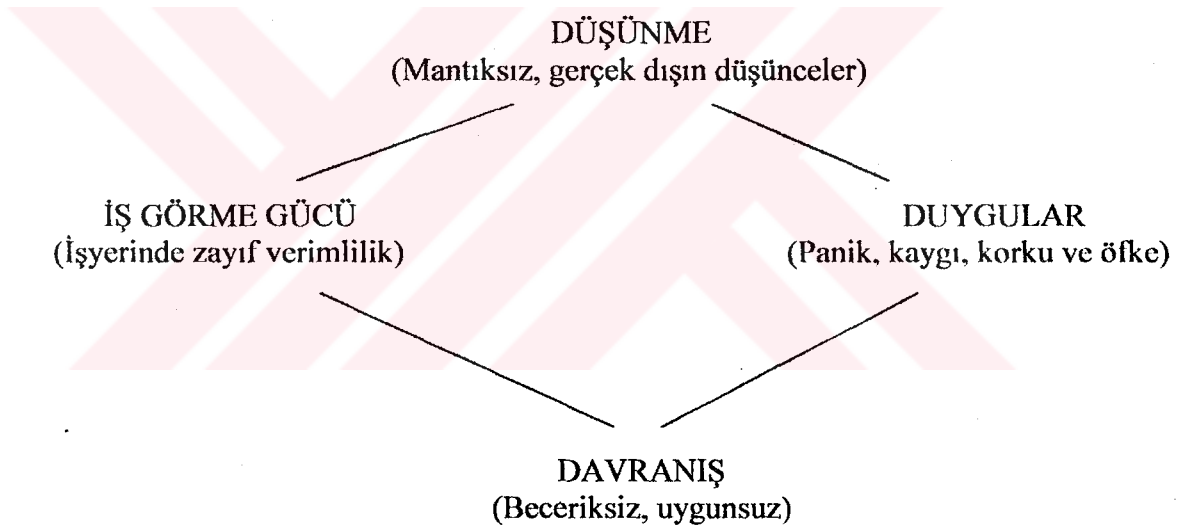 DÜŞÜNME
(Mantıksız, gerçek dışın düşünceler)
İŞ GÖRME GÜCÜ
(İşyerinde zayıf verimlilik)
DUYGULAR
(Panik, kaygı, korku ve öfke)
DAVRANIŞ
(Beceriksiz, uygunsuz)